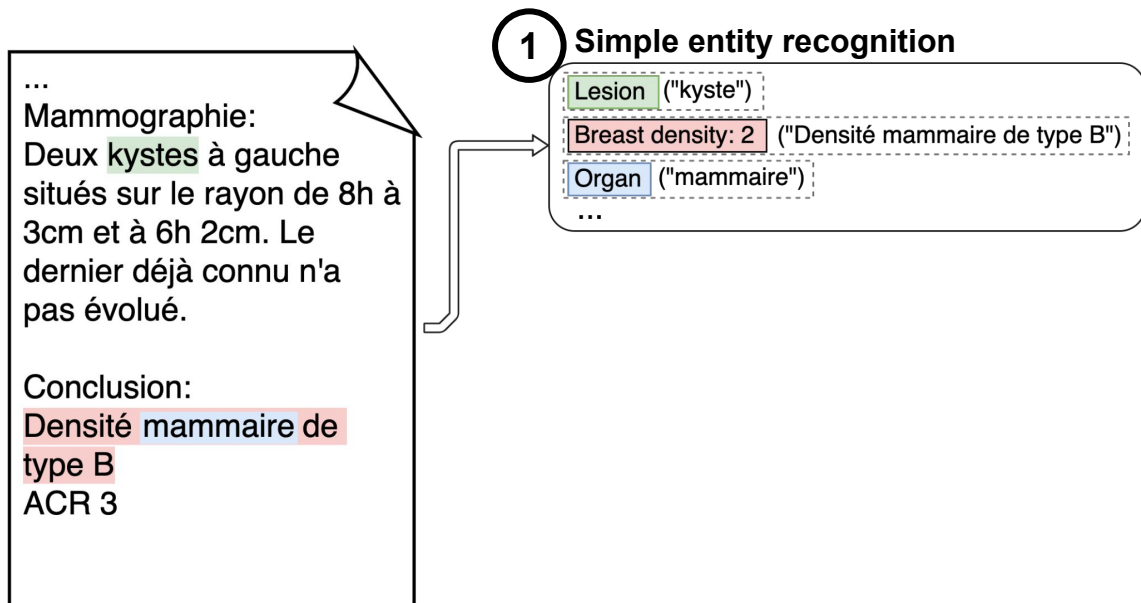 ...
Mammographie:
Deux kystes à gauche
situés sur le rayon de 8h à
3cm et à 6h 2cm. Le
dernier déjà connu n'a
pas évolué.
Conclusion:
Densité mammaire de
type B
ACR 3
1 Simple entity recognition
Lesion ("kyste")
Breast density: 2 ("Densité mammaire de type B")
Organ ("mammaire")
...